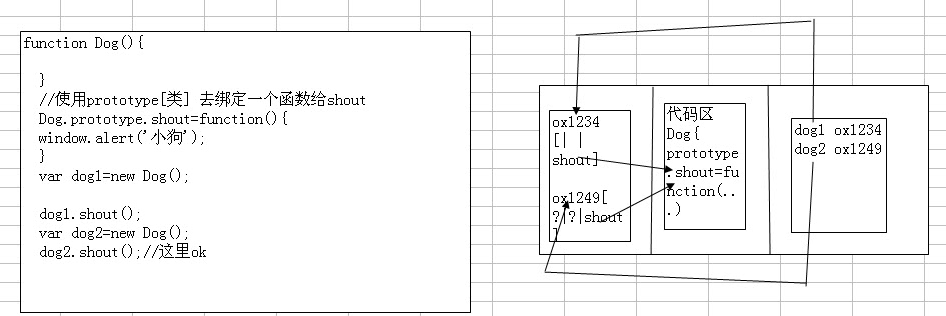 function Dog(){
}
//使用prototype[类] 去绑定一个函数给shout
Dog.prototype.shout=function(){
window.alert('小狗');
}
var dog1=new Dog();
dog1.shout();
var dog2=new Dog();
dog2.shout();//这里ok
ox1234
[| |
shout]
ox1249[
?|?|shout
]
代码区
Dog{
prototype
.shout=fu
nction(..
.)
dog1 ox1234
dog2 ox1249